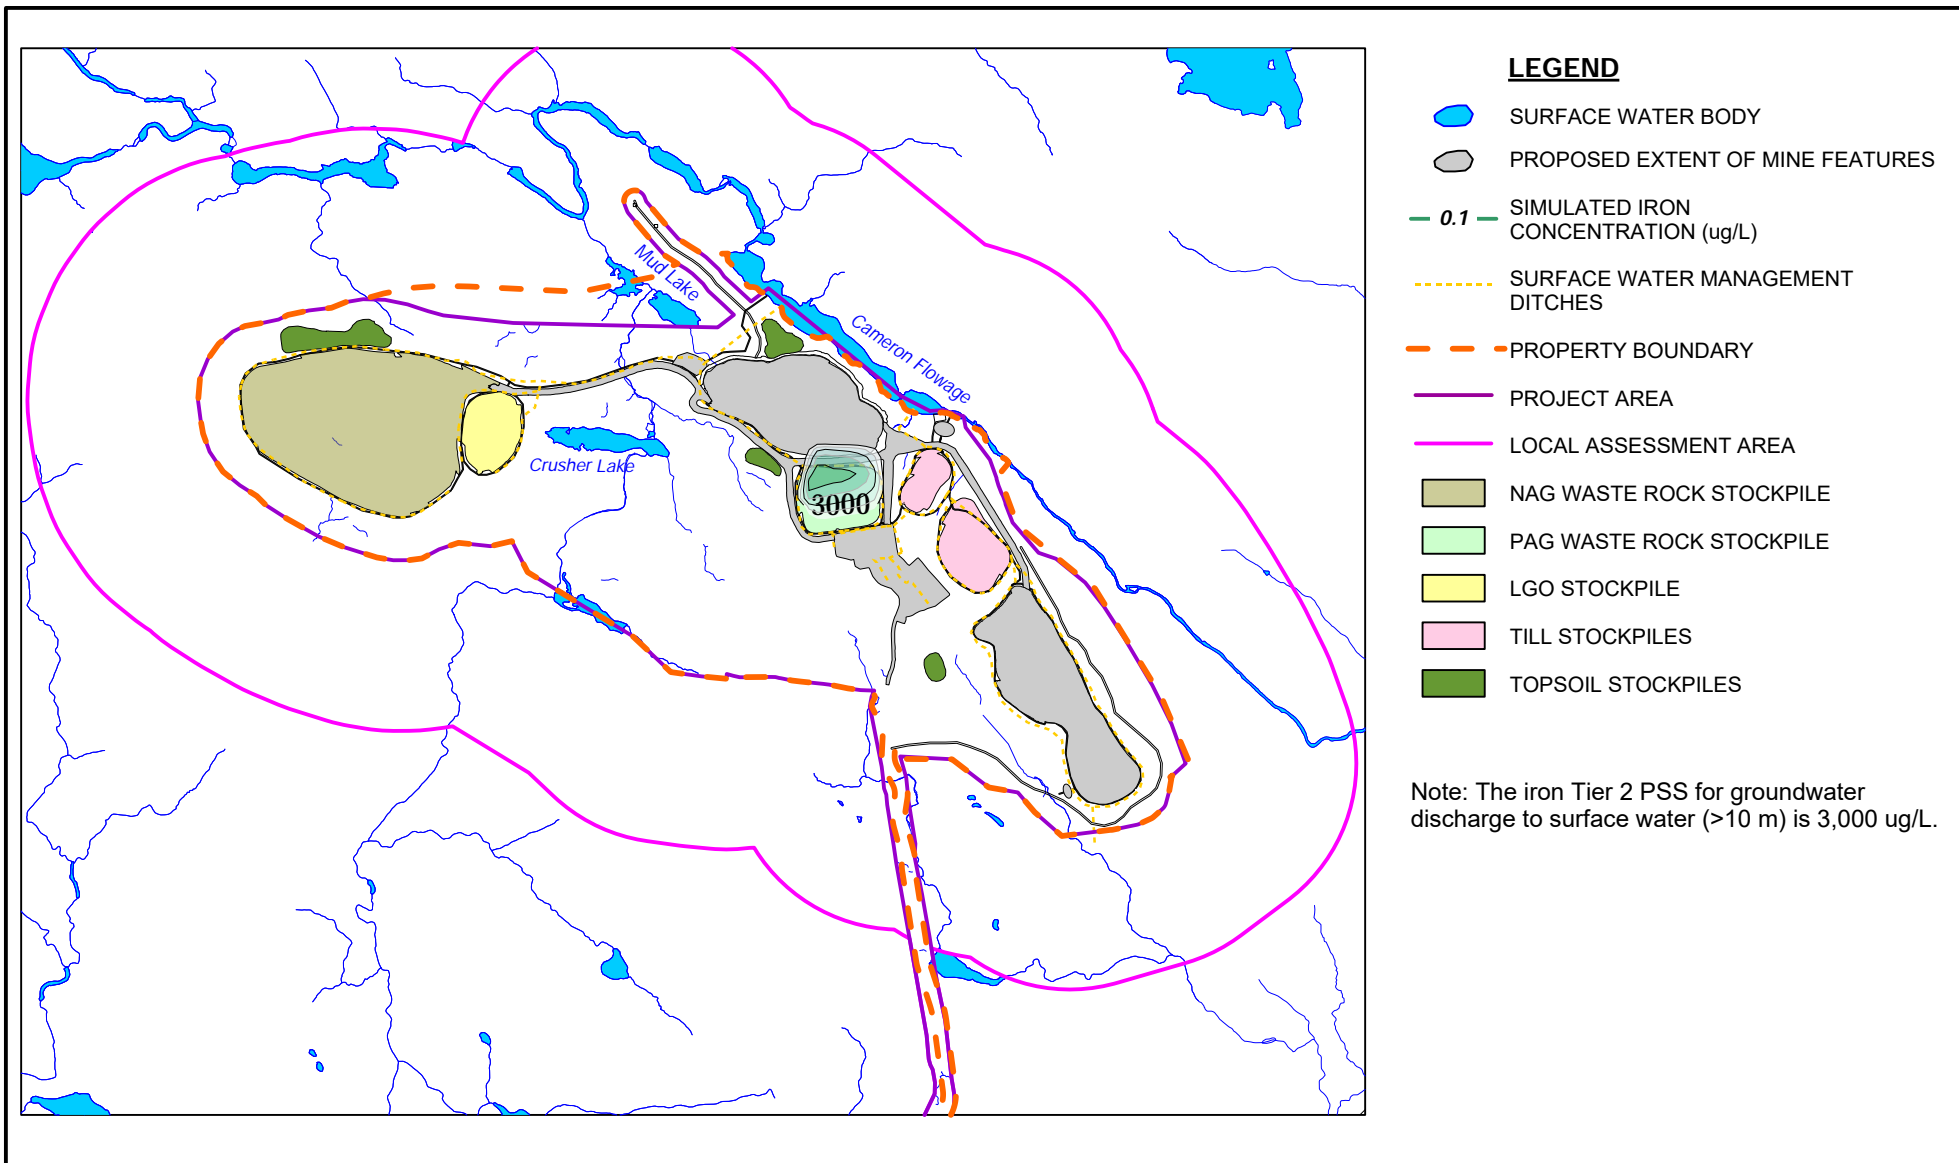 LEGEND
SURFACE WATER BODY
PROPOSED EXTENT OF MINE FEATURES
0.1
SIMULATED IRON
CONCENTRATION (ug/L)
SURFACE WATER MANAGEMENT
DITCHES
PROPERTY BOUNDARY
PROJECT AREA
LOCAL ASSESSMENT AREA
NAG WASTE ROCK STOCKPILE
PAG WASTE ROCK STOCKPILE
LGO STOCKPILE
TILL STOCKPILES
TOPSOIL STOCKPILES
Note: The iron Tier 2 PSS for groundwater
discharge to surface water (>10 m) is 3,000 ug/L.
Mud Lake
Cameron Flowage
Crusher Lake
3000